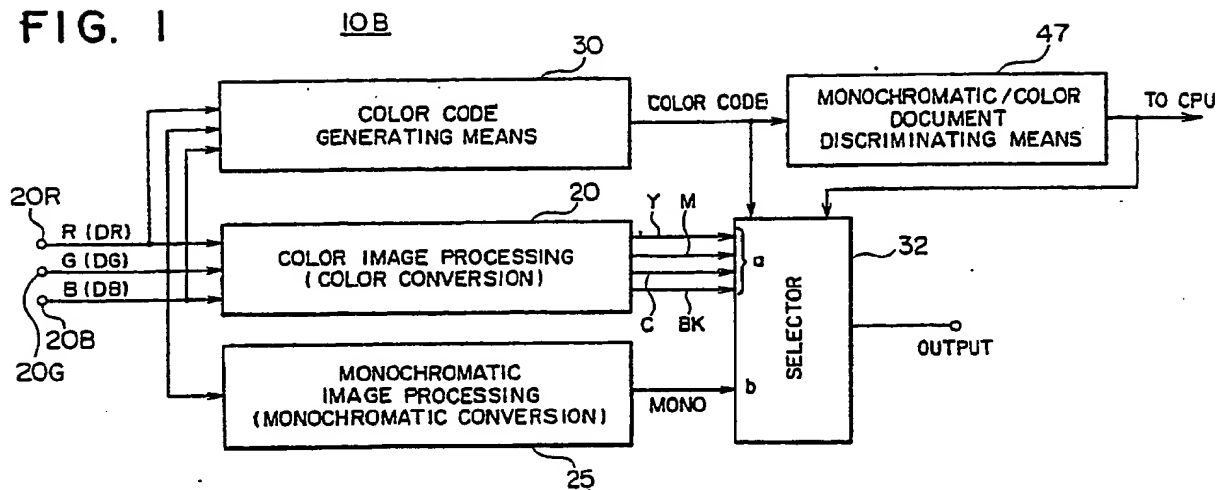 FIG. 1
10B
30
COLOR CODE
GENERATING MEANS
COLOR CODE
47
MONOCHROMATIC/COLOR
DOCUMENT
DISCRIMINATING MEANS
TO CPU
20R
R (DR)
G (DG)
B (DB)
20B
20G
20
COLOR IMAGE PROCESSING
(COLOR CONVERSION)
Y
M
C
BK
a
b
SELECTOR
32
OUTPUT
MONOCHROMATIC
IMAGE PROCESSING
(MONOCHROMATIC CONVERSION)
MONO
25